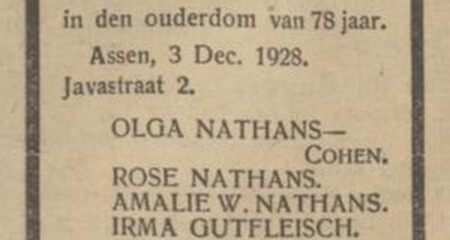 in den ouderdom van 78 jaar.
Assen, 3 Dec. 1928.
Javastraat 2.
OLGA NATHANS—
COHEN.
ROSE NATHANS.
AMALIE W. NATHANS.
IRMA GUTFLEISCH.